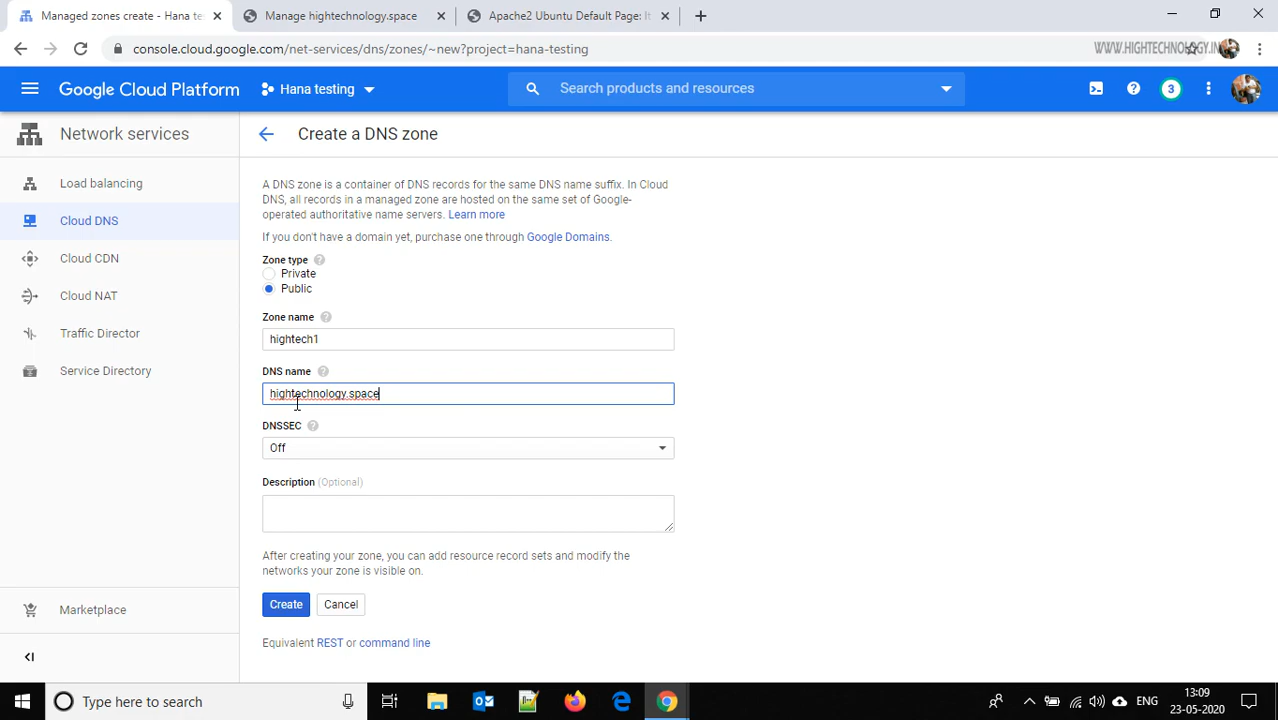 Managed zones create - Hana te
Manage hightechnology.space
Apache2 Ubuntu Default Page: It
console.cloud.google.com/net-services/dns/zones/~new?project=hana-testing
WWW.HIGHTECHNOLOGY.IN
Google Cloud Platform
Hana testing
Search products and resources
3
Network services
Create a DNS zone
Load balancing
Cloud DNS
Cloud CDN
Cloud NAT
Traffic Director
Service Directory
Marketplace
A DNS zone is a container of DNS records for the same DNS name suffix. In Cloud
DNS, all records in a managed zone are hosted on the same set of Google-
operated authoritative name servers. Learn more
If you don't have a domain yet, purchase one through Google Domains.
Zone type
Private
Public
Zone name
hightech1
DNS name
hightechnology.space
DNSSEC
Off
Description (Optional)
After creating your zone, you can add resource record sets and modify the
networks your zone is visible on.
Create Cancel
Equivalent REST or command line
Type here to search
ENG
13:09
23-05-2020